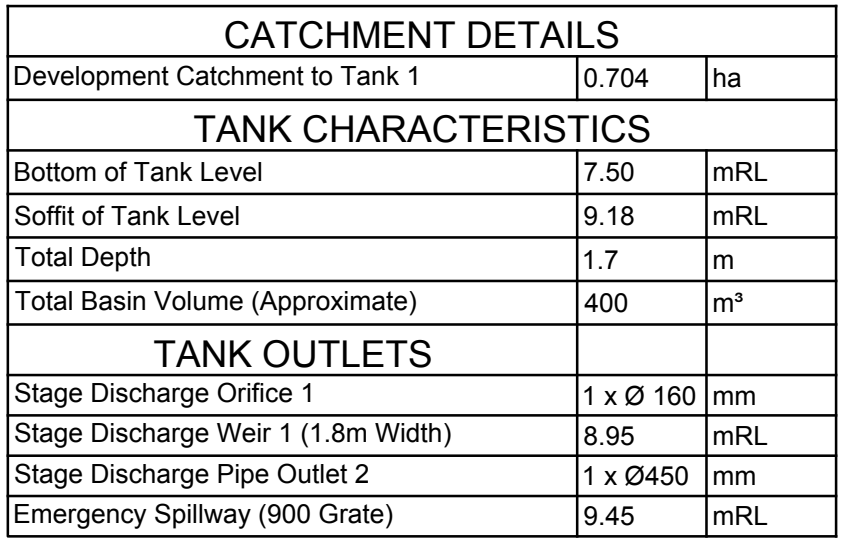 CATCHMENT DETAILS
Development Catchment to Tank 1 0.704 ha
TANK CHARACTERISTICS
Bottom of Tank Level 7.50 mRL
Soffit of Tank Level 9.18 mRL
Total Depth 1.7 m
Total Basin Volume (Approximate) 400 m³
TANK OUTLETS
Stage Discharge Orifice 1 1 x Ø 160 mm
Stage Discharge Weir 1 (1.8m Width) 8.95 mRL
Stage Discharge Pipe Outlet 2 1 x Ø450 mm
Emergency Spillway (900 Grate) 9.45 mRL